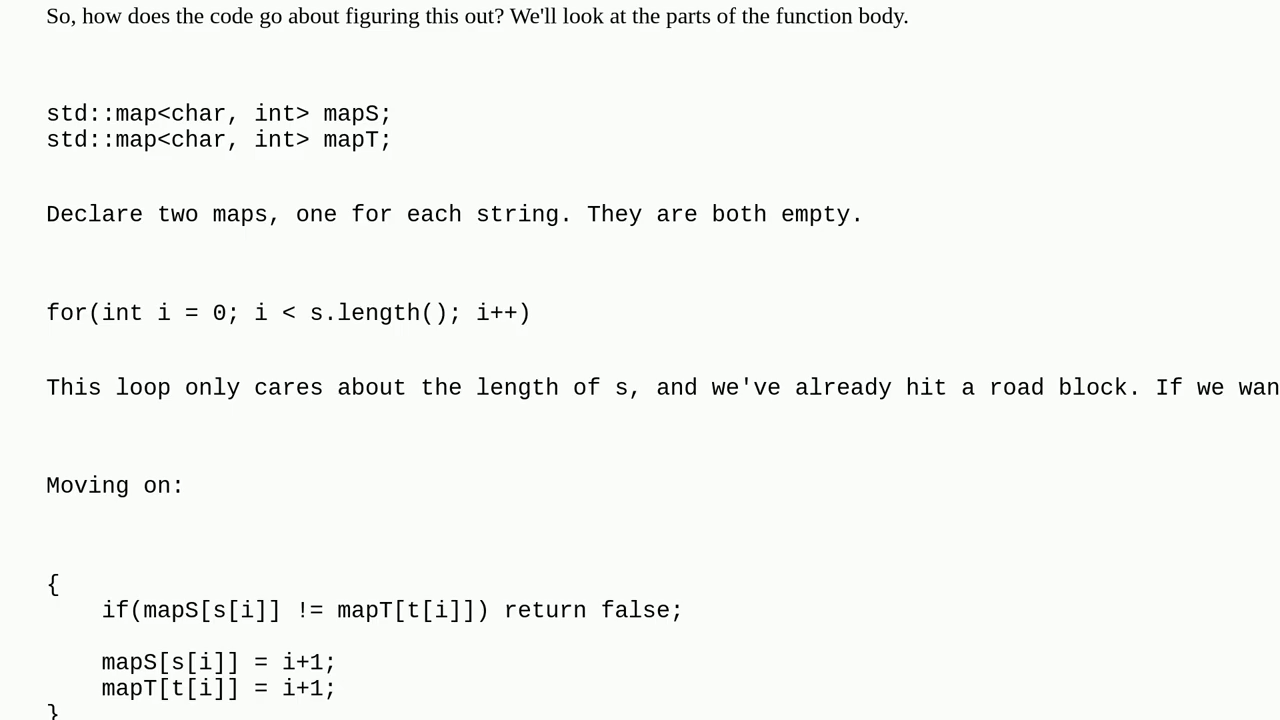 So, how does the code go about figuring this out? We'll look at the parts of the function body.
std::map<char, int> mapS;
std::map<char, int> mapT;
Declare two maps, one for each string. They are both empty.
for(int i = 0; i < s.length(); i++)
This loop only cares about the length of s, and we've already hit a road block. If we
Moving on:
{
    if(mapS[s[i]] != mapT[t[i]]) return false;
    mapS[s[i]] = i+1;
    mapT[t[i]] = i+1;
}